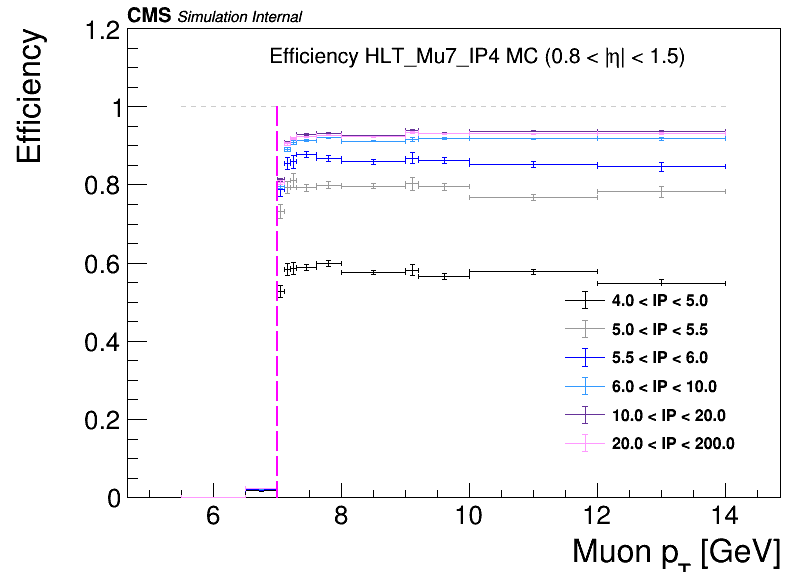 CMS Simulation Internal
Efficiency HLT_Mu7_IP4 MC (0.8 < |η| < 1.5)
Efficiency
1.2
1
0.8
0.6
0.4
0.2
0
4.0 < IP < 5.0
5.0 < IP < 5.5
5.5 < IP < 6.0
6.0 < IP < 10.0
10.0 < IP < 20.0
20.0 < IP < 200.0
6 8 10 12 14
Muon p_T [GeV]